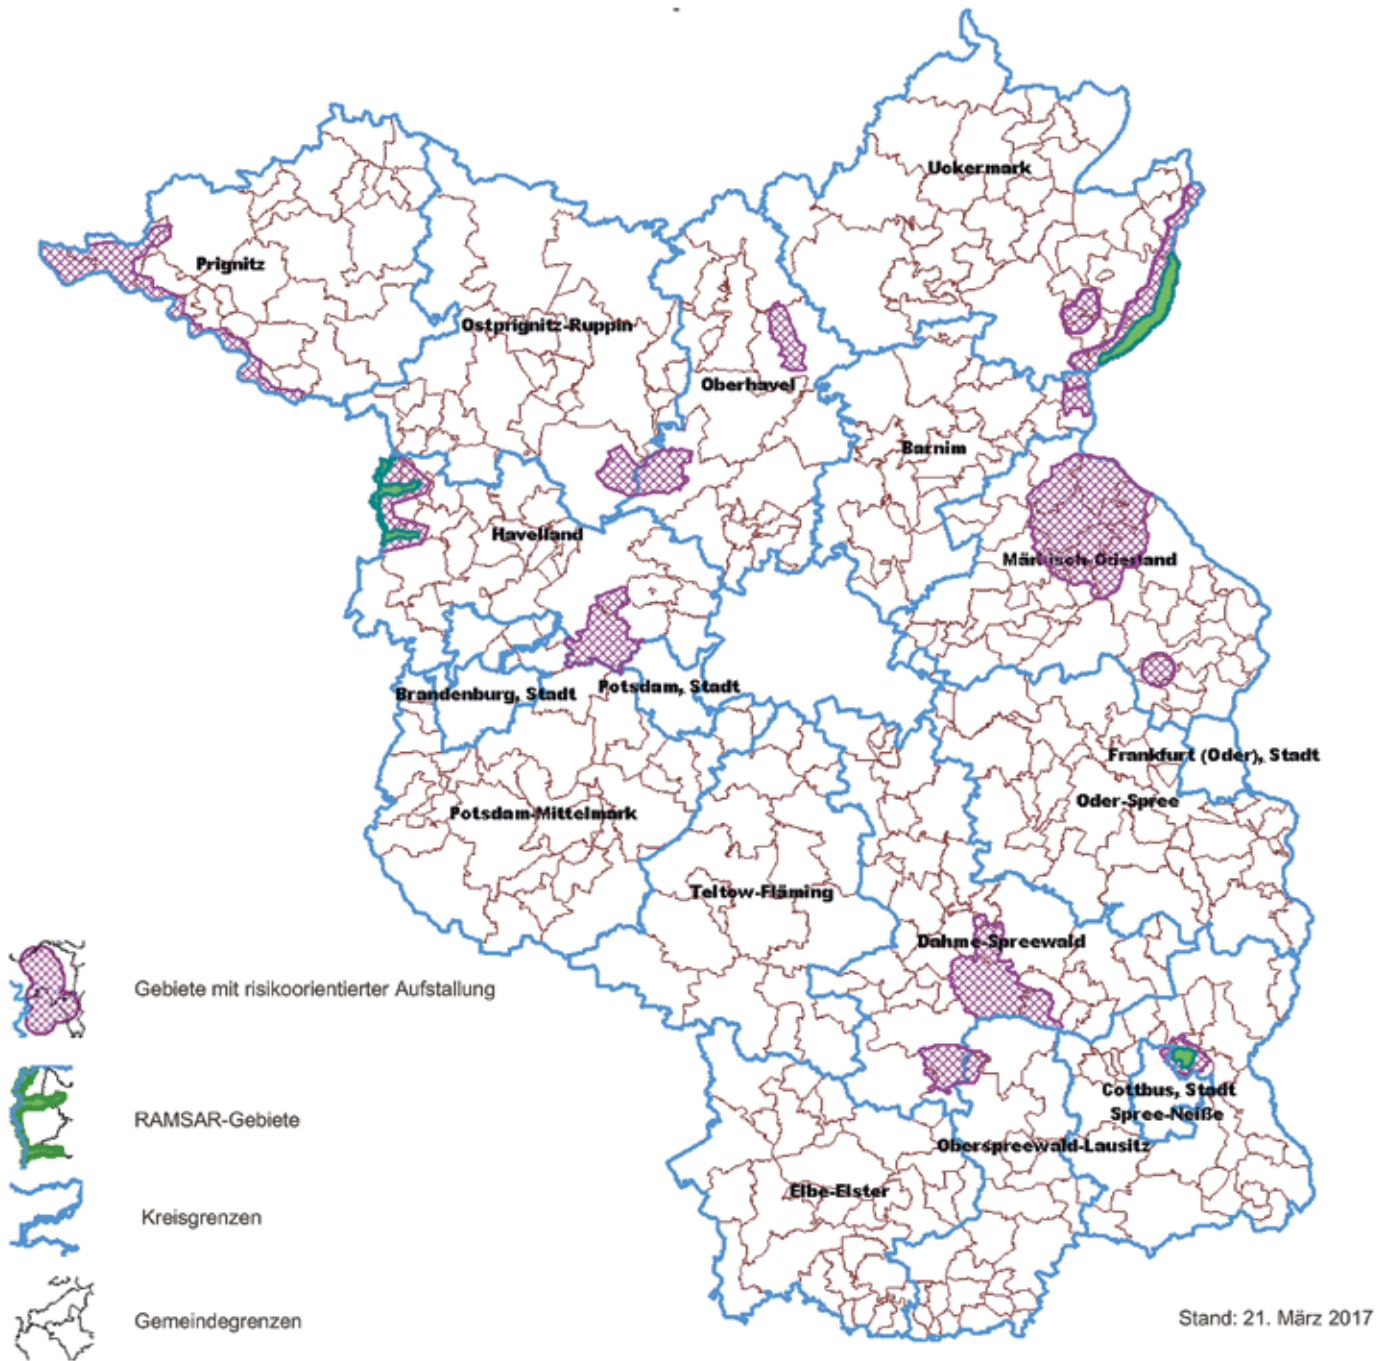 Uckermark
Prignitz
Ostprignitz-Ruppin
Oberhavel
Barnim
Havelland
Märkisch-Oderland
Brandenburg, Stadt
Potsdam, Stadt
Frankfurt (Oder), Stadt
Oder-Spree
Potsdam-Mittelmark
Teltow-Fläming
Dahme-Spreewald
Gebiete mit risikoorientierter Aufstallung
Cottbus, Stadt
Spree-Neiße
RAMSAR-Gebiete
Oberspreewald-Lausitz
Elbe-Elster
Kreisgrenzen
Gemeindegrenzen
Stand: 21. März 2017